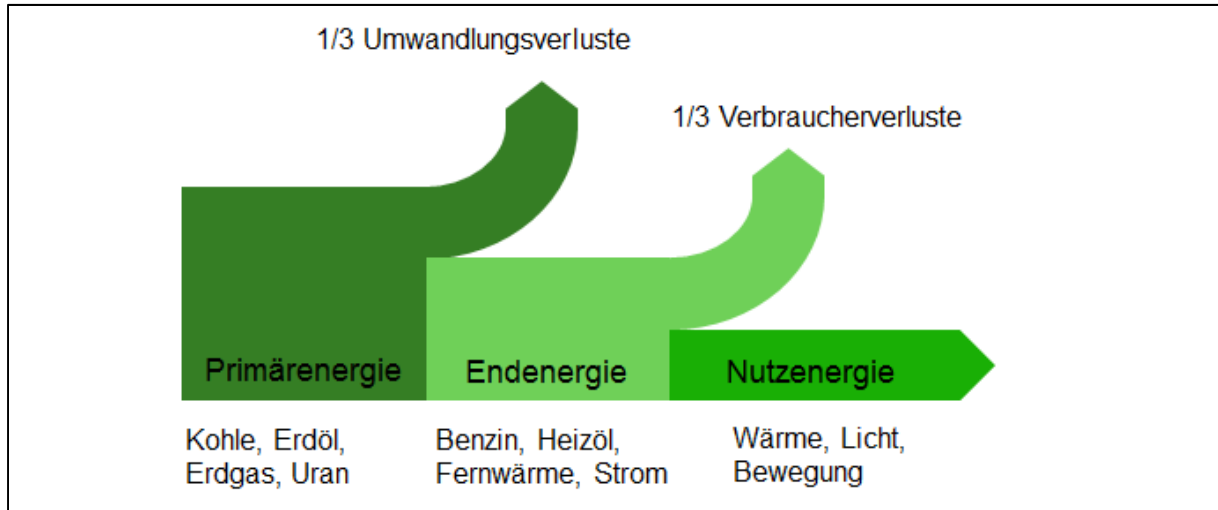 1/3 Umwandlungsverluste
1/3 Verbraucherverluste
Primärenergie
Endenergie
Nutzenergie
Kohle, Erdöl,
Erdgas, Uran
Benzin, Heizöl,
Fernwärme, Strom
Wärme, Licht,
Bewegung